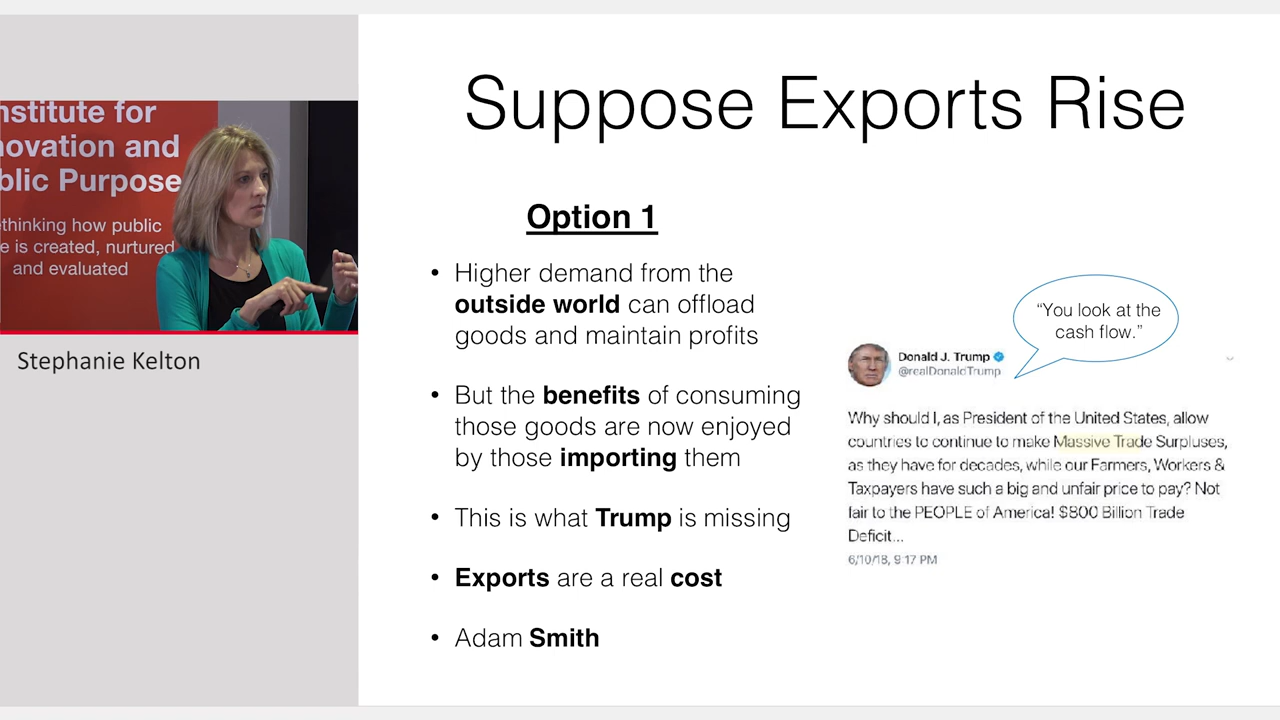 nstitute for
novation and
blic Purpose
thinking how public
e is created, nurtured
and evaluated
Stephanie Kelton
Suppose Exports Rise
Option 1
• Higher demand from the
outside world can offload
goods and maintain profits
• But the benefits of consuming
those goods are now enjoyed
by those importing them
• This is what Trump is missing
• Exports are a real cost
• Adam Smith
“You look at the
cash flow.”
Donald J. Trump
@realDonaldTrump
Why should I, as President of the United States, allow
countries to continue to make Massive Trade Surpluses,
as they have for decades, while our Farmers, Workers &
Taxpayers have such a big and unfair price to pay? Not
fair to the PEOPLE of America! $800 Billion Trade
Deficit...
6/10/18, 9:17 PM